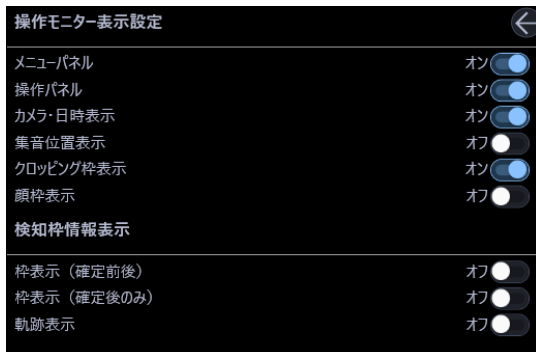 操作モニター表示設定
メニューパネル オン
操作パネル オン
カメラ・日時表示 オン
集音位置表示 オフ
クロッピング枠表示 オン
顔枠表示 オフ
検知枠情報表示
枠表示（確定前後） オフ
枠表示（確定後のみ） オフ
軌跡表示 オフ